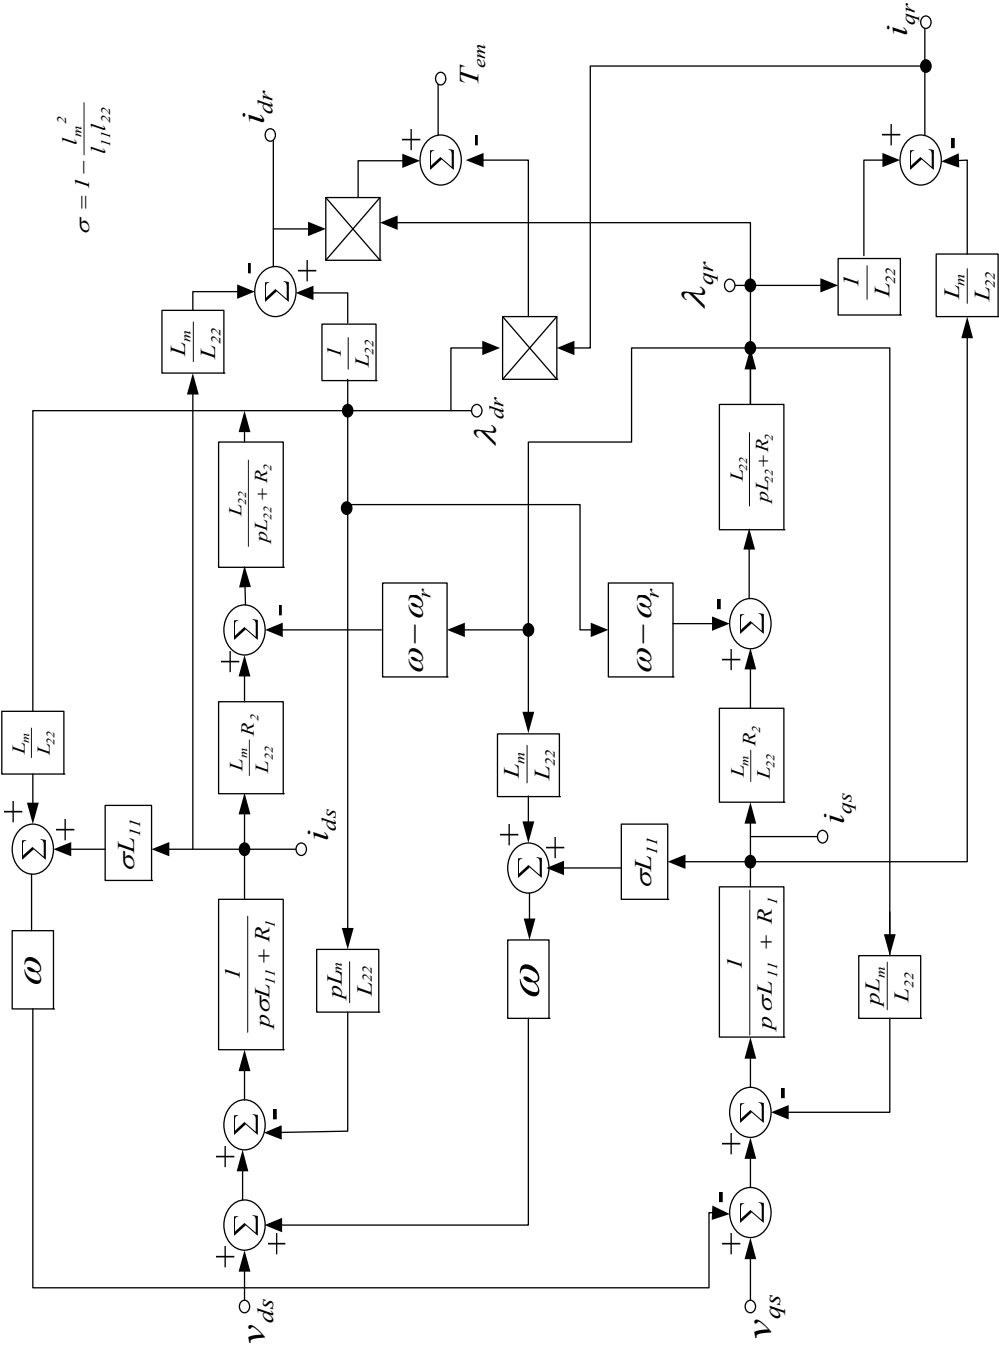 σ = 1 - l_m^2 / l_11 l_22
i_dr
T_em
i_qr
+
-
+
-
Σ
Σ
-
+
Σ
+
-
Σ
L_m / L_22
1 / L_22
λ_qr
1 / L_22
L_m / L_22
λ_dr
L_22 / pL_22 + R_2
L_22 / pL_22 + R_2
Σ
-
+
ω - ω_r
ω - ω_r
-
Σ
+
L_m / L_22
L_m R_2 / L_22
L_m / L_22
L_m R_2 / L_22
+
+
Σ
σL_11
i_ds
+
+
Σ
σL_11
i_qs
ω
1 / pσL_11 + R_1
pL_m / L_22
ω
1 / pσL_11 + R_1
pL_m / L_22
Σ
-
+
Σ
-
+
Σ
+
+
-
Σ
+
v_ds
v_qs